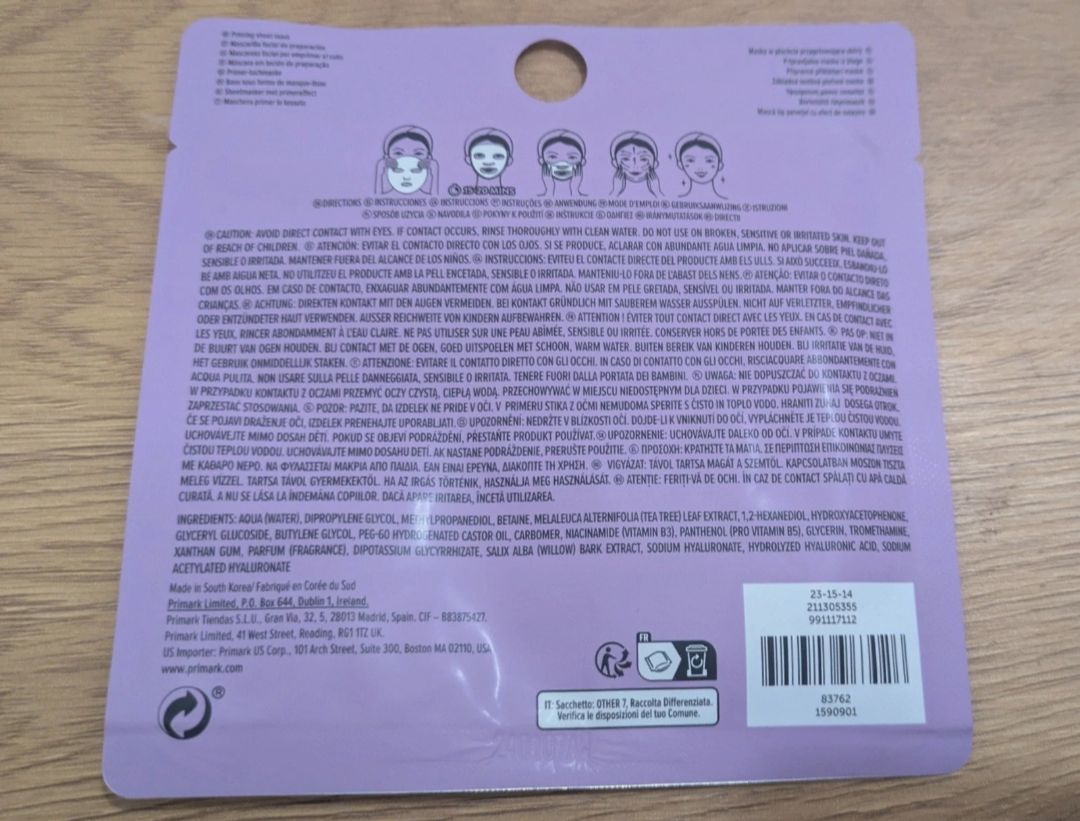 Priming sheet mask
Mascarilla facial de preparación
Máscara em tecido de preparação
Primer-tuchmaske
Sheetmasker met primereffect
Maschera primer in tessuto
15-20 MINS
DIRECTIONS INSTRUCCIONES INSTRUCCIONS INSTRUÇÕES ANWENDUNG MODE D'EMPLOI GEBRUIKSAANWIJZING ISTRUZIONI
SPOSÓB UŻYCIA NAVODILA POKYNY K POUŽITÍ INŠTRUKCIE ΟΔΗΓΙΕΣ IRÁNYMUTATÁSOK DIRECȚII
CAUTION: AVOID DIRECT CONTACT WITH EYES. IF CONTACT OCCURS, RINSE THOROUGHLY WITH CLEAN WATER. DO NOT USE ON BROKEN, SENSITIVE OR IRRITATED SKIN. KEEP OUT
OF REACH OF CHILDREN. ATENCIÓN: EVITAR EL CONTACTO DIRECTO CON LOS OJOS. SI SE PRODUCE, ACLARAR CON ABUNDANTE AGUA LIMPIA. NO APLICAR SOBRE PIEL DAÑADA,
SENSIBLE O IRRITADA. MANTENER FUERA DEL ALCANCE DE LOS NIÑOS. INSTRUCCIONS: EVITEU EL CONTACTE DIRECTE DEL PRODUCTE AMB ELS ULLS. SI AIXÒ SUCCEEIX, ESBANDIU-LO
BÉ AMB AIGUA NETA. NO UTILITZEU EL PRODUCTE AMB LA PELL ENCETADA, SENSIBLE O IRRITADA. MANTENIU-LO FORA DE L'ABAST DELS NENS. ATENÇÃO: EVITAR O CONTACTO DIRETO
COM OS OLHOS. EM CASO DE CONTACTO, ENXAGUAR ABUNDANTEMENTE COM ÁGUA LIMPA. NÃO USAR EM PELE GRETADA, SENSÍVEL OU IRRITADA. MANTER FORA DO ALCANCE DAS
CRIANÇAS. ACHTUNG: DIREKTEN KONTAKT MIT DEN AUGEN VERMEIDEN. BEI KONTAKT GRÜNDLICH MIT SAUBEREM WASSER AUSSPÜLEN. NICHT AUF VERLETZTER, EMPFINDLICHER
ODER ENTZÜNDETER HAUT VERWENDEN. AUSSER REICHWEITE VON KINDERN AUFBEWAHREN. ATTENTION ! ÉVITER TOUT CONTACT DIRECT AVEC LES YEUX. EN CAS DE CONTACT AVEC
LES YEUX, RINCER ABONDAMMENT À L'EAU CLAIRE. NE PAS UTILISER SUR UNE PEAU ABÎMÉE, SENSIBLE OU IRRITÉE. CONSERVER HORS DE PORTÉE DES ENFANTS. PAS OP: NIET IN
DE BUURT VAN OGEN HOUDEN. BIJ CONTACT MET DE OGEN, GOED UITSPOELEN MET SCHOON, WARM WATER. BUITEN BEREIK VAN KINDEREN HOUDEN. BIJ IRRITATIE VAN DE HUID,
HET GEBRUIK ONMIDDELLIJK STAKEN. ATTENZIONE: EVITARE IL CONTATTO DIRETTO CON GLI OCCHI. IN CASO DI CONTATTO CON GLI OCCHI, RISCIACQUARE ABBONDANTEMENTE CON
ACQUA PULITA. NON USARE SULLA PELLE DANNEGGIATA, SENSIBILE O IRRITATA. TENERE FUORI DALLA PORTATA DEI BAMBINI. UWAGA: NIE DOPUSZCZAĆ DO KONTAKTU Z OCZAMI.
W PRZYPADKU KONTAKTU Z OCZAMI PRZEMYĆ OCZY CZYSTĄ, CIEPŁĄ WODĄ. PRZECHOWYWAĆ W MIEJSCU NIEDOSTĘPNYM DLA DZIECI. W PRZYPADKU POJAWIENIA SIĘ PODRAŻNIEŃ
ZAPRZESTAĆ STOSOWANIA. POZOR: PAZITE, DA IZDELEK NE PRIDE V OČI. V PRIMERU STIKA Z OČMI NEMUDOMA SPERITE S ČISTO IN TOPLO VODO. HRANITI ZUNAJ DOSEGA OTROK.
ČE SE POJAVI DRAŽENJE OČI, IZDELEK PRENEHAJTE UPORABLJATI. UPOZORNĚNÍ: NEDRŽTE V BLÍZKOSTI OČÍ. DOJDE-LI K VNIKNUTÍ DO OČÍ, VYPLÁCHNĚTE JE TEPLOU ČISTOU VODOU.
UCHOVÁVEJTE MIMO DOSAH DĚTÍ. POKUD SE OBJEVÍ PODRÁŽDĚNÍ, PŘESTAŇTE PRODUKT POUŽÍVAT. UPOZORNENIE: UCHOVÁVAJTE ĎALEKO OD OČÍ. V PRÍPADE KONTAKTU UMYTE
ČISTOU TEPLOU VODOU. UCHOVÁVAJTE MIMO DOSAHU DETÍ. AK NASTANE PODRÁŽDENIE, PRERUŠTE POUŽITIE. ΠΡΟΣΟΧΗ: ΚΡΑΤΗΣΤΕ ΤΑ ΜΑΤΙΑ. ΣΕ ΠΕΡΙΠΤΩΣΗ ΕΠΙΚΟΙΝΩΝΙΑΣ ΠΛΥΣΕΙΣ
ΜΕ ΚΑΘΑΡΟ ΝΕΡΟ. ΝΑ ΦΥΛΑΣΣΕΤΑΙ ΜΑΚΡΙΑ ΑΠΟ ΠΑΙΔΙΑ. ΕΑΝ ΕΙΝΑΙ ΕΡΕΥΝΑ, ΔΙΑΚΟΠΤΕ ΤΗ ΧΡΗΣΗ. VIGYÁZAT: TÁVOL TARTSA MAGÁT A SZEMTŐL. KAPCSOLATBAN MOSZON TISZTA
MELEG VÍZZEL. TARTSA TÁVOL GYERMEKEKTŐL. HA AZ IRGÁS TÖRTÉNIK, HASZNÁLJA MEG HASZNÁLÁSÁT. ATENȚIE: FERIȚI-VĂ DE OCHI. ÎN CAZ DE CONTACT SPĂLAȚI CU APĂ CALDĂ
CURATĂ. A NU SE LĂSA LA ÎNDEMÂNA COPIILOR. DACĂ APARE IRITAREA, ÎNCETĂ UTILIZAREA.
INGREDIENTS: AQUA (WATER), DIPROPYLENE GLYCOL, METHYLPROPANEDIOL, BETAINE, MELALEUCA ALTERNIFOLIA (TEA TREE) LEAF EXTRACT, 1,2-HEXANEDIOL, HYDROXYACETOPHENONE,
GLYCERYL GLUCOSIDE, BUTYLENE GLYCOL, PEG-60 HYDROGENATED CASTOR OIL, CARBOMER, NIACINAMIDE (VITAMIN B3), PANTHENOL (PRO VITAMIN B5), GLYCERIN, TROMETHAMINE,
XANTHAN GUM, PARFUM (FRAGRANCE), DIPOTASSIUM GLYCYRRHIZATE, SALIX ALBA (WILLOW) BARK EXTRACT, SODIUM HYALURONATE, HYDROLYZED HYALURONIC ACID, SODIUM
ACETYLATED HYALURONATE
Made in South Korea/ Fabriqué en Corée du Sud
Primark Limited, P.O. Box 644, Dublin 1, Ireland.
Primark Tiendas S.L.U., Gran Via, 32, 5, 28013 Madrid, Spain. CIF – B83875427.
Primark Limited, 41 West Street, Reading. RG1 1TZ UK.
US Importer: Primark US Corp., 101 Arch Street, Suite 300, Boston MA 02110, USA
www.primark.com
®
FR
IT: Sacchetto: OTHER 7, Raccolta Differenziata.
Verifica le disposizioni del tuo Comune.
23-15-14
211305355
991117112
83762
1590901